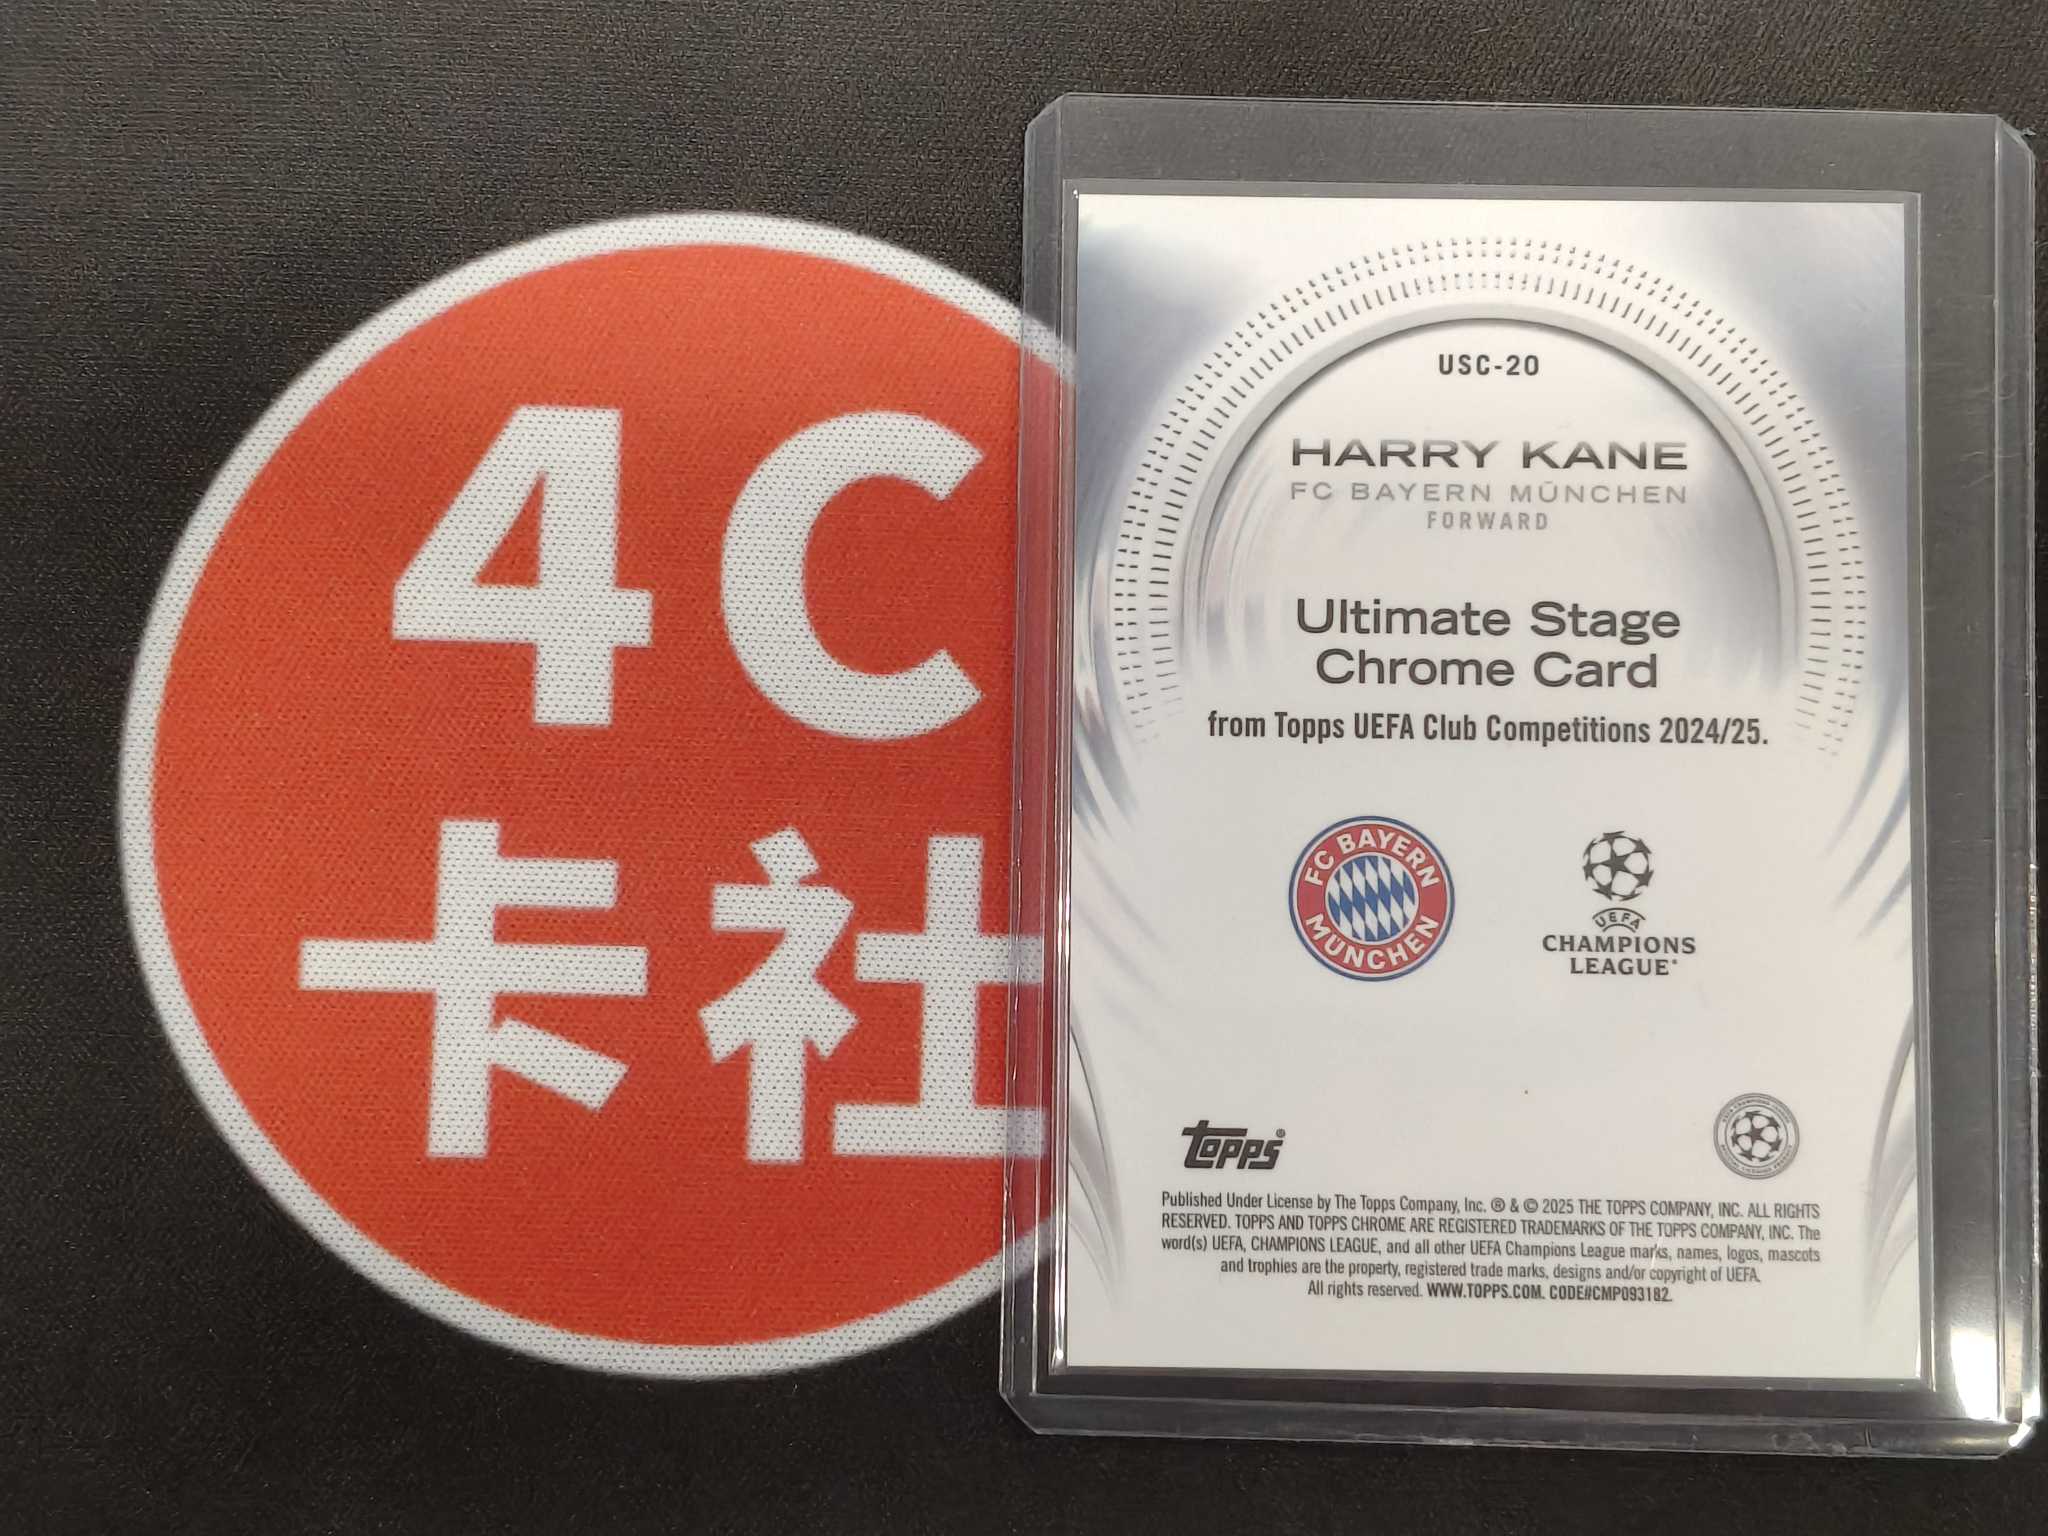 4C
卡社
USC-20
HARRY KANE
FC BAYERN MÜNCHEN
FORWARD
Ultimate Stage
Chrome Card
from Topps UEFA Club Competitions 2024/25.
FC BAYERN
MÜNCHEN
UEFA
CHAMPIONS
LEAGUE®
topps®
Published Under License by The Topps Company, Inc. ® & © 2025 THE TOPPS COMPANY, INC. ALL RIGHTS
RESERVED. TOPPS AND TOPPS CHROME ARE REGISTERED TRADEMARKS OF THE TOPPS COMPANY, INC. The
word(s) UEFA, CHAMPIONS LEAGUE, and all other UEFA Champions League marks, names, logos, mascots
and trophies are the property, registered trade marks, designs and/or copyright of UEFA.
All rights reserved. WWW.TOPPS.COM. CODE#CMP093182.